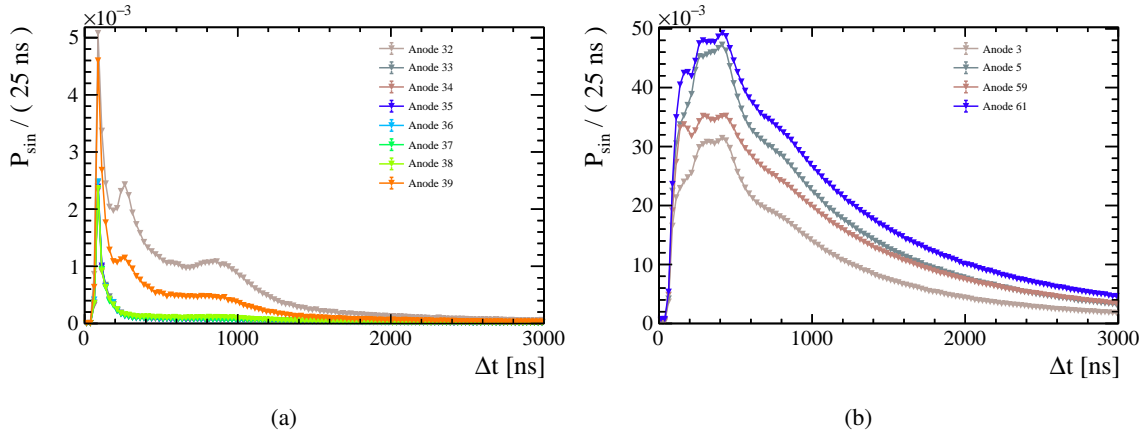 ×10⁻³
P_sin / ( 25 ns )
5
4
3
2
1
0
0 1000 2000 3000
Δt [ns]
Anode 32
Anode 33
Anode 34
Anode 35
Anode 36
Anode 37
Anode 38
Anode 39
(a)
×10⁻³
P_sin / ( 25 ns )
50
40
30
20
10
0
0 1000 2000 3000
Δt [ns]
Anode 3
Anode 5
Anode 59
Anode 61
(b)